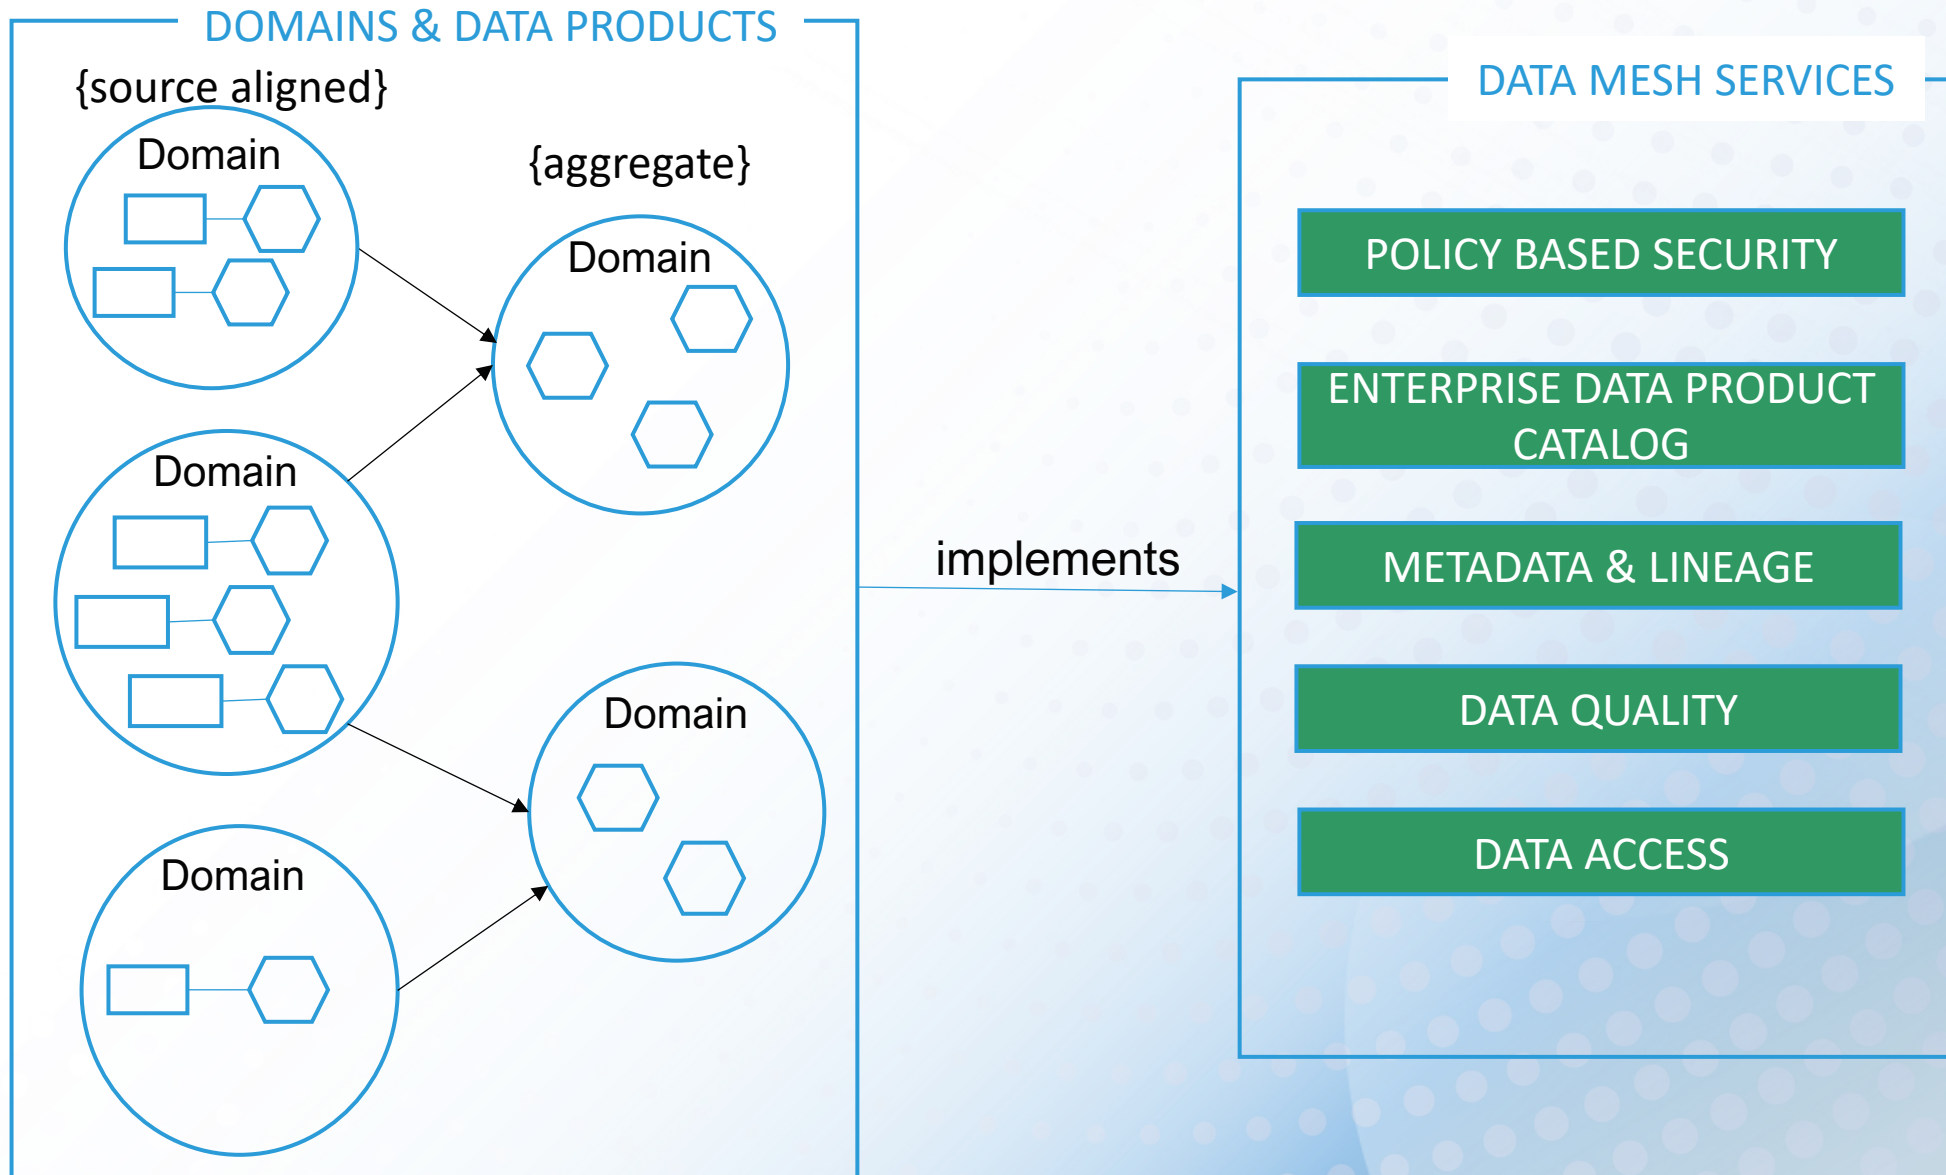 DOMAINS & DATA PRODUCTS
{source aligned}
Domain
{aggregate}
Domain
Domain
Domain
Domain
implements
DATA MESH SERVICES
POLICY BASED SECURITY
ENTERPRISE DATA PRODUCT
CATALOG
METADATA & LINEAGE
DATA QUALITY
DATA ACCESS